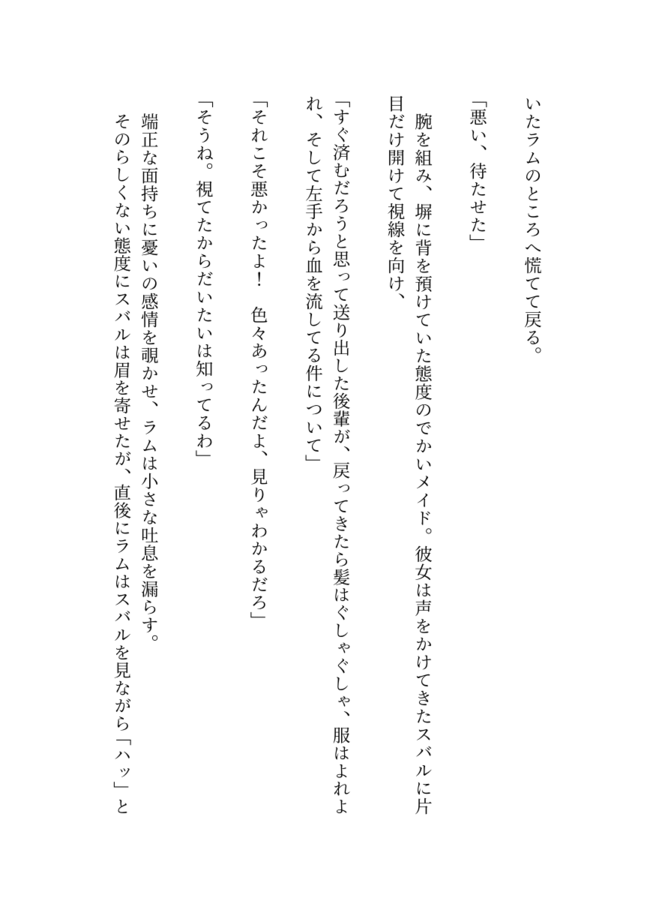 いたラムのところへ慌てて戻る。
「悪い、待たせた」
　腕を組み、塀に背を預けていた態度のでかいメイド。彼女は声をかけてきたスバルに片
目だけ開けて視線を向け、
「すぐ済むだろうと思って送り出した後輩が、戻ってきたら髪はぐしゃぐしゃ、服はよれよ
れ、そして左手から血を流してる件について」
「それこそ悪かったよ！　色々あったんだよ、見りゃわかるだろ」
「そうね。視てたからだいたいは知ってるわ」
　端正な面持ちに憂いの感情を覗かせ、ラムは小さな吐息を漏らす。
　そのらしくない態度にスバルは眉を寄せたが、直後にラムはスバルを見ながら「ハッ」と